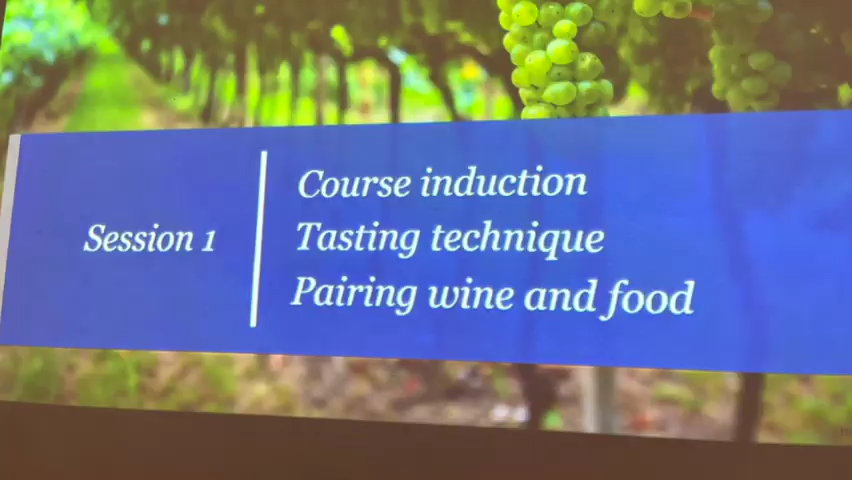 Session 1
Course induction
Tasting technique
Pairing wine and food